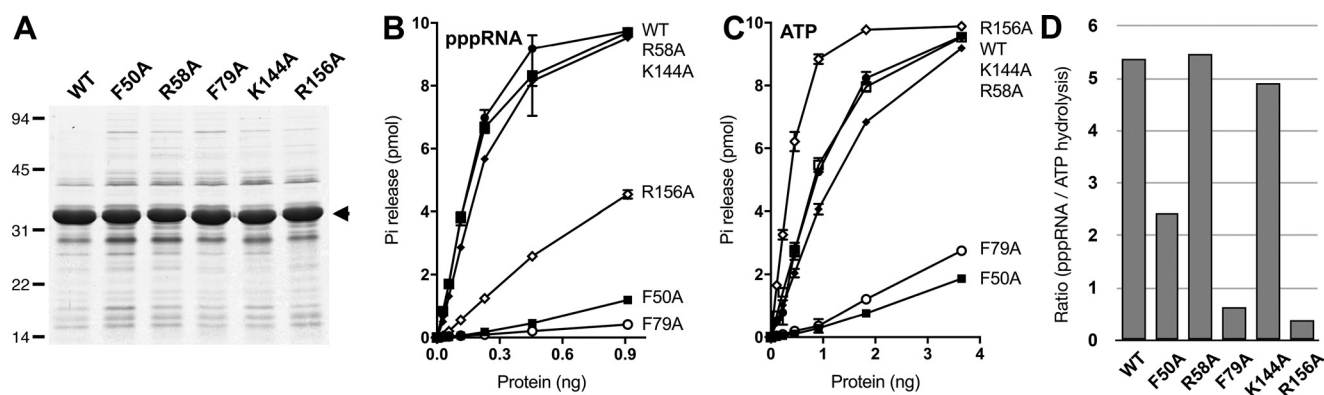 A
WT
F50A
R58A
F79A
K144A
R156A
94
45
31
22
14
B
pppRNA
Pi release (pmol)
10
8
6
4
2
0
0.0
0.3
0.6
0.9
Protein (ng)
WT
R58A
K144A
R156A
F50A
F79A
C
ATP
Pi release (pmol)
10
8
6
4
2
0
0
1
2
3
4
Protein (ng)
R156A
WT
K144A
R58A
F79A
F50A
D
Ratio (pppRNA / ATP hydrolysis)
6
5
4
3
2
1
0
WT
F50A
R58A
F79A
K144A
R156A